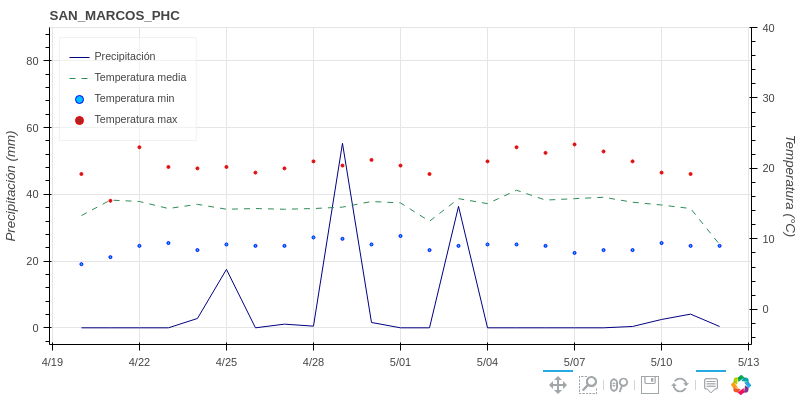 SAN_MARCOS_PHC
Precipitación
Temperatura media
Temperatura min
Temperatura max
Precipitación (mm)
80
60
40
20
0
40
30
20
10
0
Temperatura (°C)
4/19 4/22 4/25 4/28 5/01 5/04 5/07 5/10 5/13